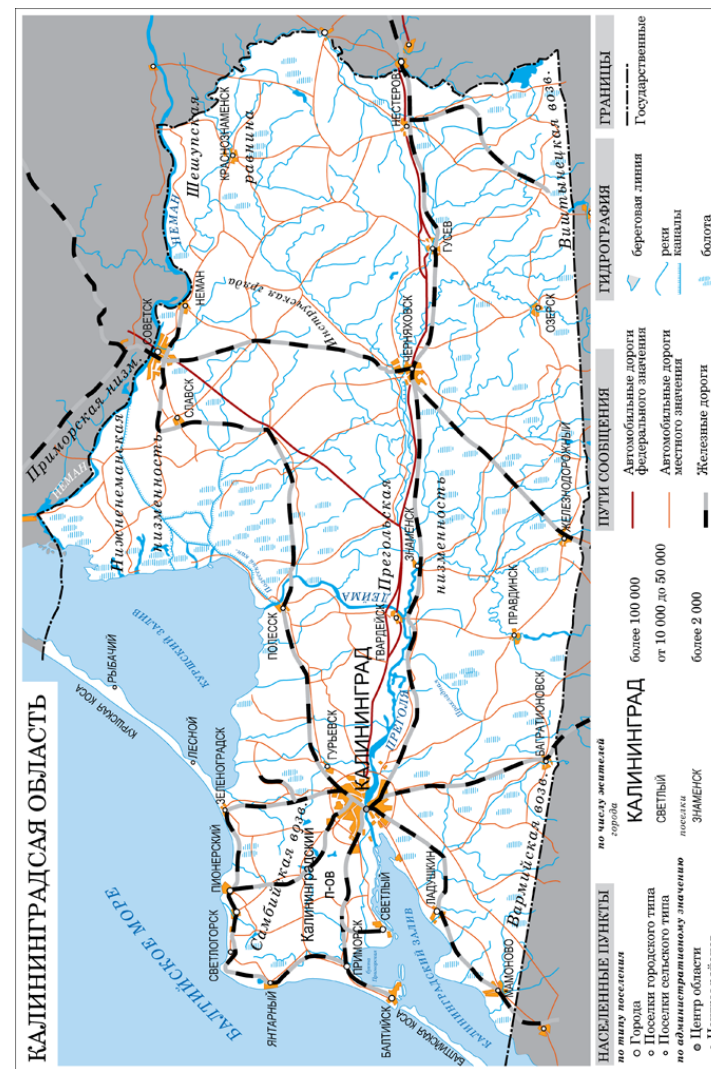 КАЛИНИНГРАДСАЯ ОБЛАСТЬ
БАЛТИЙСКОЕ МОРЕ
КУРШСКАЯ КОСА
РЫБАЧИЙ
КУРШСКИЙ ЗАЛИВ
ЛЕСНОЙ
ЗЕЛЕНОГРАДСК
ПИОНЕРСКИЙ
СВЕТЛОГОРСК
ЯНТАРНЫЙ
Самбийская возв.
Калининградский
П-ОВ
ПРИМОРСК
СВЕТЛЫЙ
БАЛТИЙСК
БАЛТИЙСКАЯ КОСА
КАЛИНИНГРАДСКИЙ ЗАЛИВ
ЛАДУШКИН
МАМОНОВО
Вармийская возв.
БАГРАТИОНОВСК
ГУРЬЕВСК
КАЛИНИНГРАД
ПРЕГОЛЯ
ПОЛЕССК
ДЕЙМА
ГВАРДЕЙСК
ЗНАМЕНСК
Прегольская
низменность
ПРАВДИНСК
ЖЕЛЕЗНОДОРОЖНЫЙ
НЕМАН
Приморская низм.
Нижненеманская
низменность
СЛАВСК
СОВЕТСК
НЕМАН
НЕМАН
Инстручская гряда
ЧЕРНЯХОВСК
ОЗЕРСК
ГУСЕВ
Шешупская
равнина
КРАСНОЗНАМЕНСК
НЕСТЕРОВ
Виштынецкая возв.
НАСЕЛЕННЫЕ ПУНКТЫ
по типу поселения
Города
Поселки городского типа
Поселки сельского типа
по административному значению
Центр области
по числу жителей
города
КАЛИНИНГРАД более 100 000
СВЕТЛЫЙ от 10 000 до 50 000
поселки
ЗНАМЕНСК более 2 000
ПУТИ СООБЩЕНИЯ
Автомобильные дороги
федерального значения
Автомобильные дороги
местного значения
Железные дороги
ГИДРОГРАФИЯ
береговая линия
реки
каналы
болота
ГРАНИЦЫ
Государственные